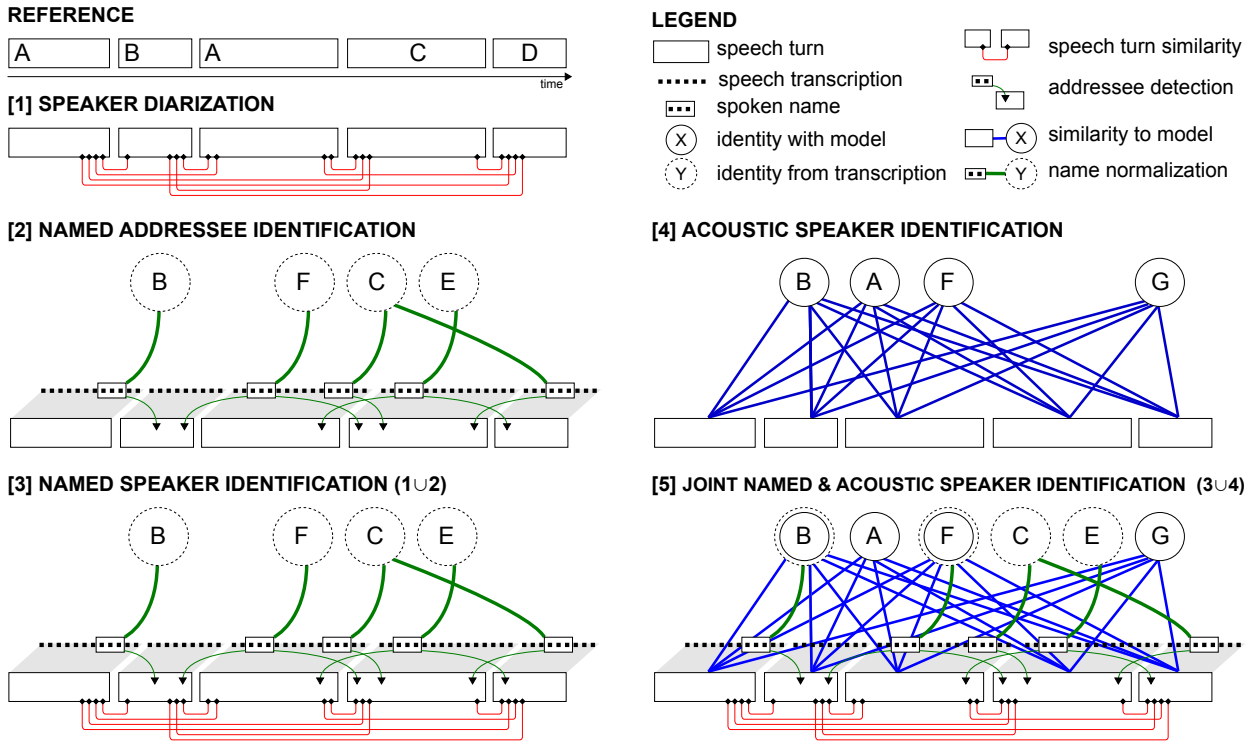 REFERENCE
A B A C D
time
[1] SPEAKER DIARIZATION
LEGEND
speech turn
speech transcription
spoken name
identity with model
identity from transcription
speech turn similarity
addressee detection
similarity to model
name normalization
X
Y
X
Y
[2] NAMED ADDRESSEE IDENTIFICATION
B F C E
[4] ACOUSTIC SPEAKER IDENTIFICATION
B A F G
[3] NAMED SPEAKER IDENTIFICATION (1∪2)
B F C E
[5] JOINT NAMED & ACOUSTIC SPEAKER IDENTIFICATION (3∪4)
B A F C E G